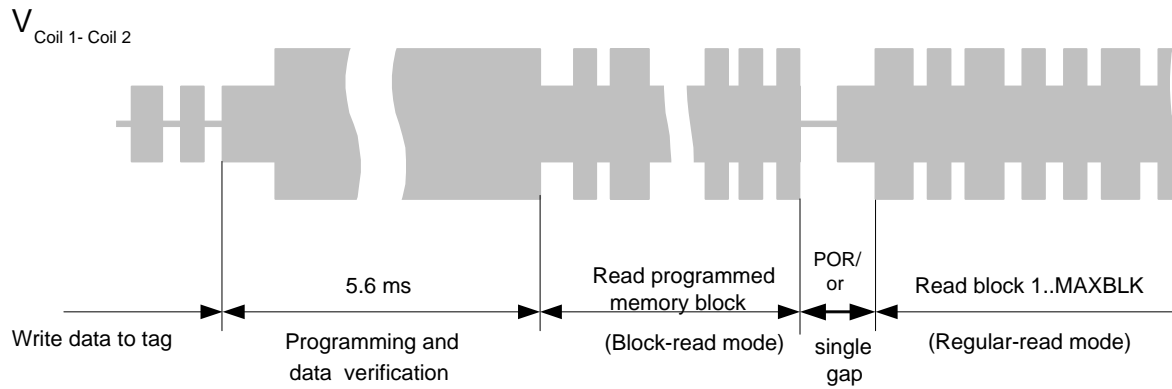 V Coil 1- Coil 2
Write data to tag
5.6 ms
Programming and
data verification
Read programmed
memory block
(Block-read mode)
POR/
or
single
gap
Read block 1..MAXBLK
(Regular-read mode)